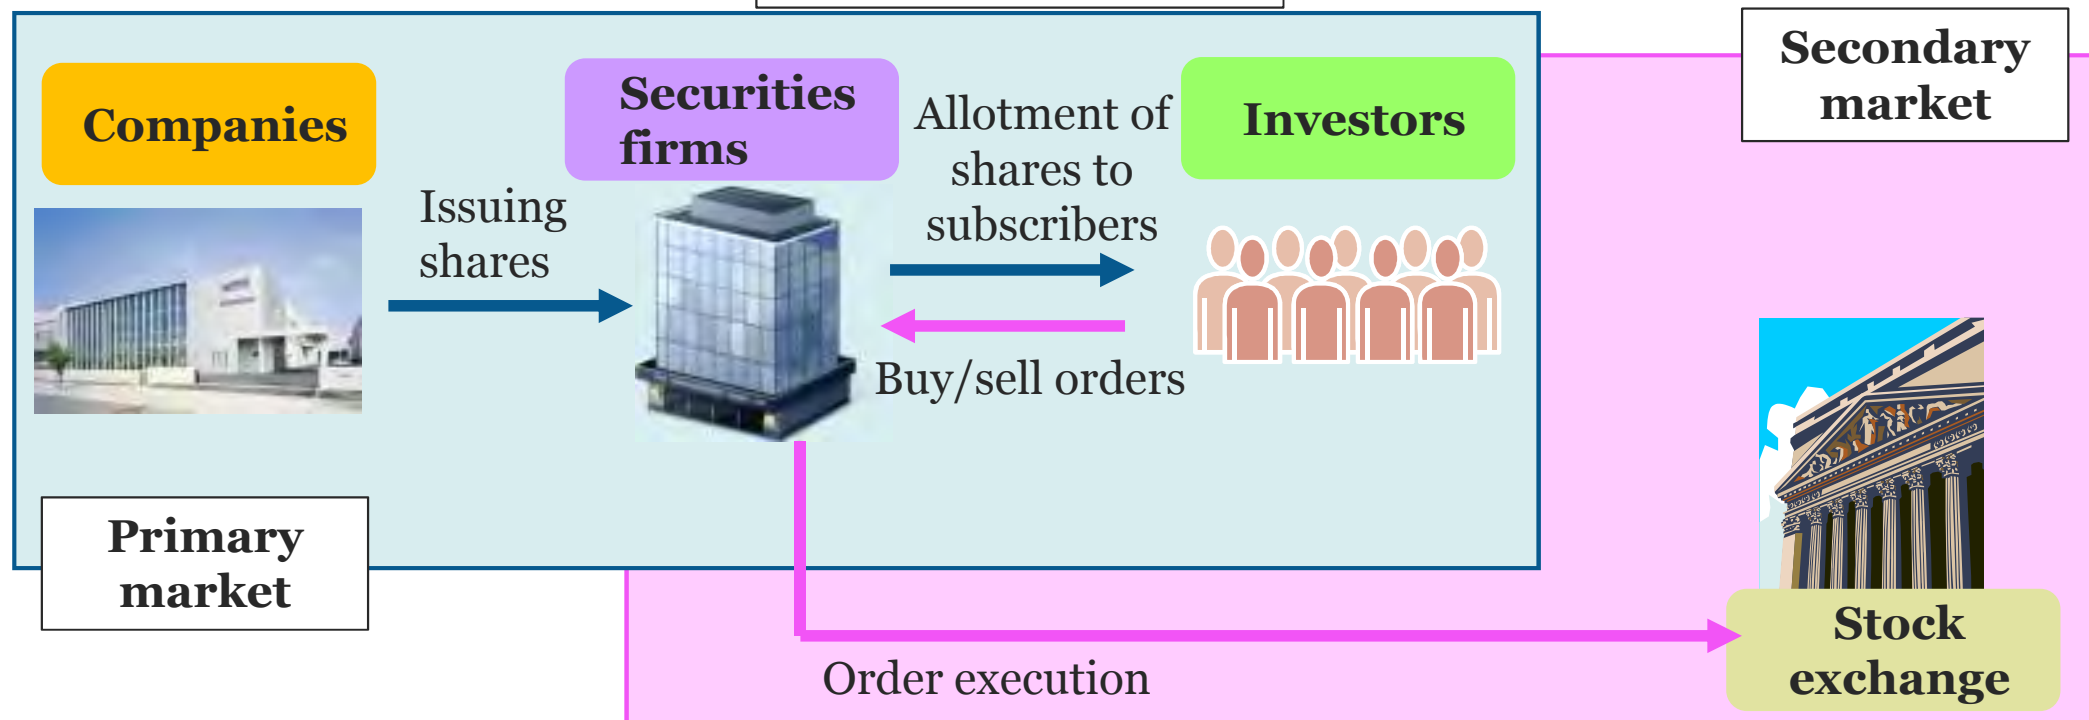 Companies
Securities
firms
Allotment of
shares to
subscribers
Investors
Secondary
market
Issuing
shares
Buy/sell orders
Primary
market
Order execution
Stock
exchange